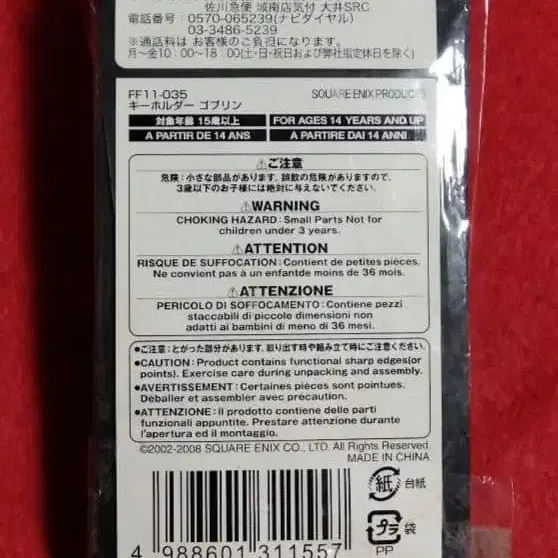 佐川急便 城南店気付 大井SRC
電話番号：0570-065239(ナビダイヤル)
03-3486-5239
※通話料は お客様のご負担になります。
月～金10：00～18：00(土・日・祝日および弊社指定休日を除く)
FF11-035
SQUARE ENIX PRODUCTS
キーホルダー ゴブリン
対象年齢 15歳以上
FOR AGES 14 YEARS AND UP
A PARTIR DE 14 ANS
A PARTIRE DAI 14 ANNI
⚠ご注意
危険：小さな部品があります。誤飲の危険がありますので、
3歳以下のお子様には絶対に与えないでください。
⚠WARNING
CHOKING HAZARD: Small Parts Not for
children under 3 years.
⚠ATTENTION
RISQUE DE SUFFOCATION: Contient de petites pièces.
Ne convient pas à un enfantde moins de 36 mois.
⚠ATTENZIONE
PERICOLO DI SOFFOCAMENTO: Contiene pezzi
staccabili di piccole dimensioni non
adatti ai bambini di meno di 36 mesi.
●ご注意：とがった部分があります。取り出す時や組み立て時にご注意ください。
●CAUTION: Product contains functional sharp edges(or
points). Exercise care during unpacking and assembly.
●AVERTISSEMENT: Certaines pièces sont pointues.
Déballer et assembler avec précaution.
●ATTENZIONE: il prodotto contiene delle parti
funzionali appuntite. Prestare attenzione durante
l'apertura ed il montaggio.
©2002-2008 SQUARE ENIX CO., LTD. All Rights Reserved.
MADE IN CHINA
紙 台紙
プラ 袋
PP
4 988601 311557